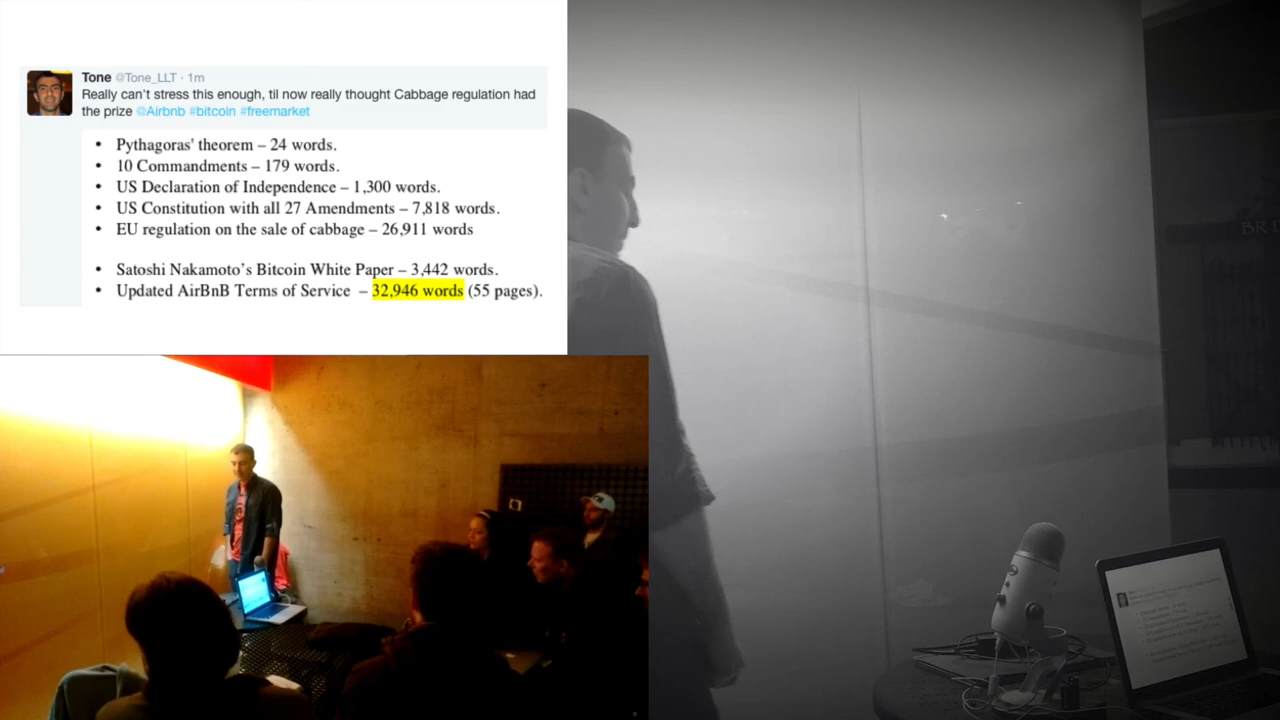 Tone @Tone_LLT · 1m
Really can't stress this enough, til now really thought Cabbage regulation had
the prize @Airbnb #bitcoin #freemarket
• Pythagoras' theorem – 24 words.
• 10 Commandments – 179 words.
• US Declaration of Independence – 1,300 words.
• US Constitution with all 27 Amendments – 7,818 words.
• EU regulation on the sale of cabbage – 26,911 words
• Satoshi Nakamoto's Bitcoin White Paper – 3,442 words.
• Updated AirBnB Terms of Service – 32,946 words (55 pages).